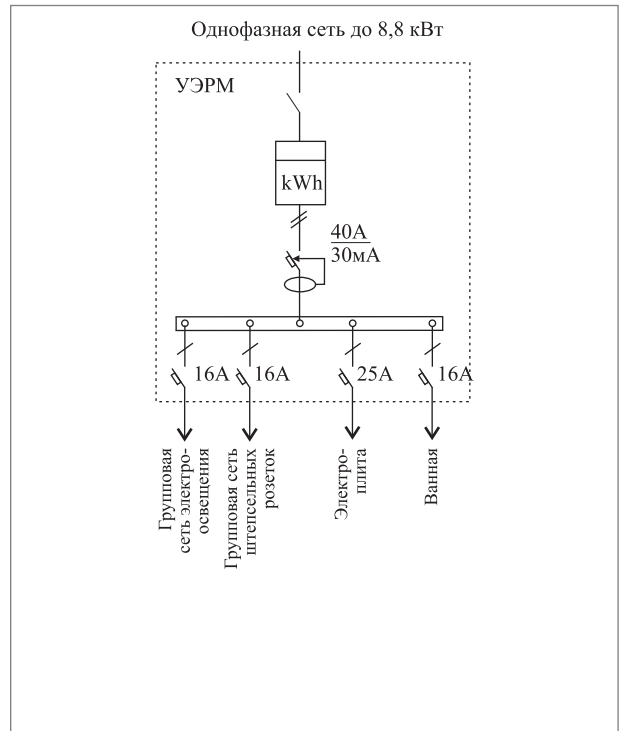 Однофазная сеть до 8,8 кВт
УЭРМ
kWh
40А
30мА
16А
16А
25А
16А
Групповая
сеть электро-
освещения
Групповая сеть
штепсельных
розеток
Электро-
плита
Ванная